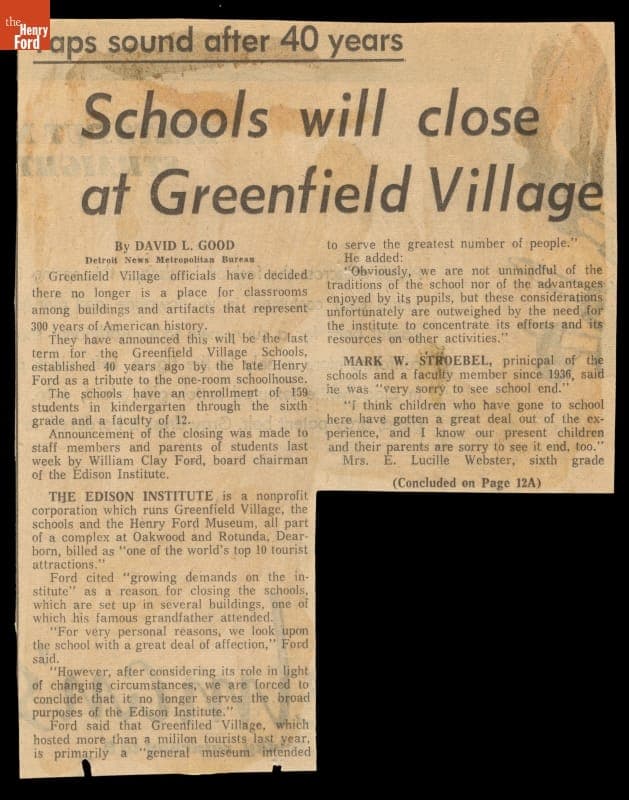 the
Henry
Ford
aps sound after 40 years
Schools will close
at Greenfield Village
By DAVID L. GOOD
Detroit News Metropolitan Bureau
Greenfield Village officials have decided
there no longer is a place for classrooms
among buildings and artifacts that represent
300 years of American history.
They have announced this will be the last
term for the Greenfield Village Schools,
established 40 years ago by the late Henry
Ford as a tribute to the one-room schoolhouse.
The schools have an enrollment of 159
students in kindergarten through the sixth
grade and a faculty of 12.
Announcement of the closing was made to
staff members and parents of students last
week by William Clay Ford, board chairman
of the Edison Institute.
THE EDISON INSTITUTE is a nonprofit
corporation which runs Greenfield Village, the
schools and the Henry Ford Museum, all part
of a complex at Oakwood and Rotunda, Dear-
born, billed as "one of the world's top 10 tourist
attractions."
Ford cited "growing demands on the in-
stitute" as a reason for closing the schools,
which are set up in several buildings, one of
which his famous grandfather attended.
"For very personal reasons, we look upon
the school with a great deal of affection," Ford
said.
"However, after considering its role in light
of changing circumstances, we are forced to
conclude that it no longer serves the broad
purposes of the Edison Institute."
Ford said that Greenfiled Village, which
hosted more than a mililon tourists last year,
is primarily a "general museum intended
to serve the greatest number of people."
He added:
"Obviously, we are not unmindful of the
traditions of the school nor of the advantages
enjoyed by its pupils, but these considerations
unfortunately are outweighed by the need for
the institute to concentrate its efforts and its
resources on other activities."
MARK W. STROEBEL, prinicpal of the
schools and a faculty member since 1936, said
he was "very sorry to see school end."
"I think children who have gone to school
here have gotten a great deal out of the ex-
perience, and I know our present children
and their parents are sorry to see it end, too."
Mrs. E. Lucille Webster, sixth grade
(Concluded on Page 12A)